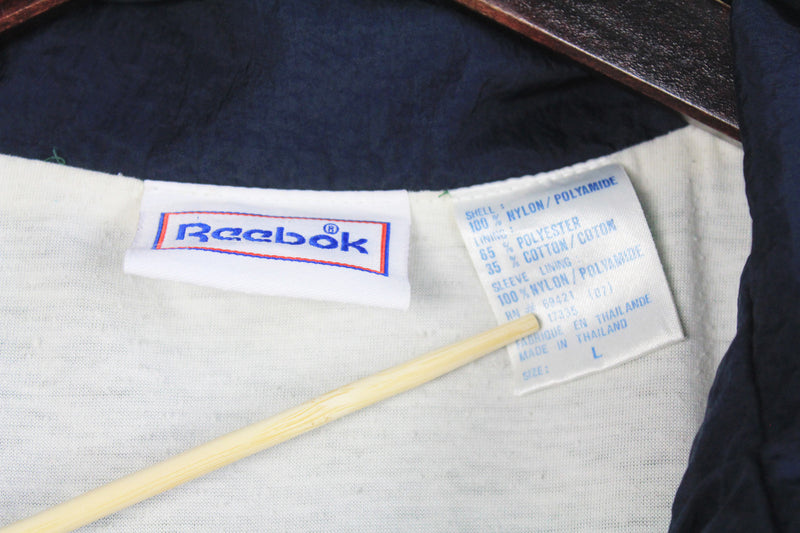 Reebok®
SHELL:
100% NYLON/POLYAMIDE
LINING:
65% POLYESTER
35% COTTON/COTON
SLEEVE LINING
100% NYLON/POLYAMIDE
RN# 69421 (07)
17335
FABRIQUE EN THAILANDE
MADE IN THAILAND
SIZE: L